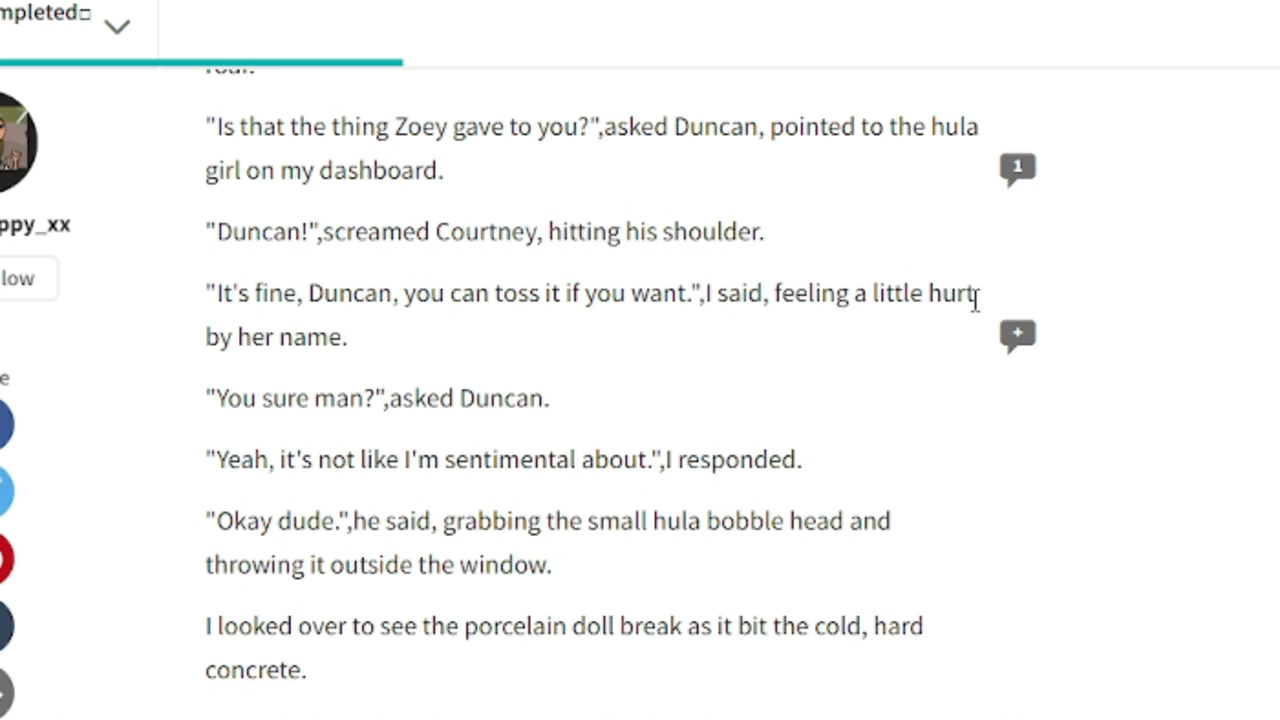 mpleted□
"Is that the thing Zoey gave to you?",asked Duncan, pointed to the hula
girl on my dashboard.
1
ppy_xx
"Duncan!",screamed Courtney, hitting his shoulder.
low
"It's fine, Duncan, you can toss it if you want.",I said, feeling a little hurt
by her name.
+
e
"You sure man?",asked Duncan.
"Yeah, it's not like I'm sentimental about.",I responded.
"Okay dude.",he said, grabbing the small hula bobble head and
throwing it outside the window.
I looked over to see the porcelain doll break as it bit the cold, hard
concrete.